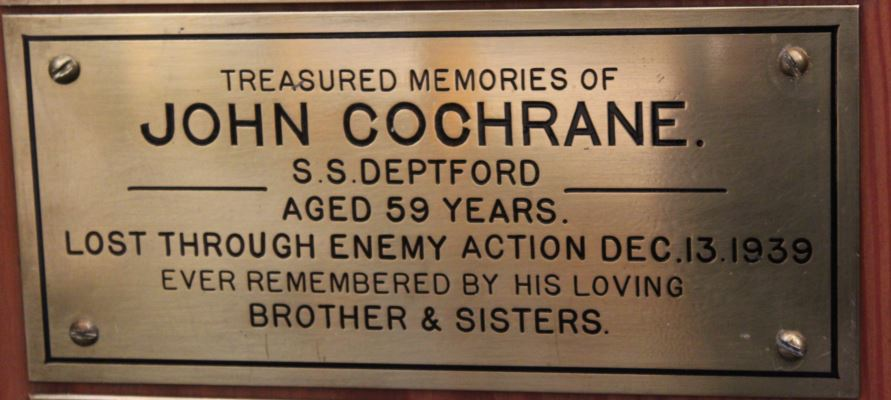 TREASURED MEMORIES OF
JOHN COCHRANE.
S.S.DEPTFORD
AGED 59 YEARS.
LOST THROUGH ENEMY ACTION DEC.13.1939
EVER REMEMBERED BY HIS LOVING
BROTHER & SISTERS.